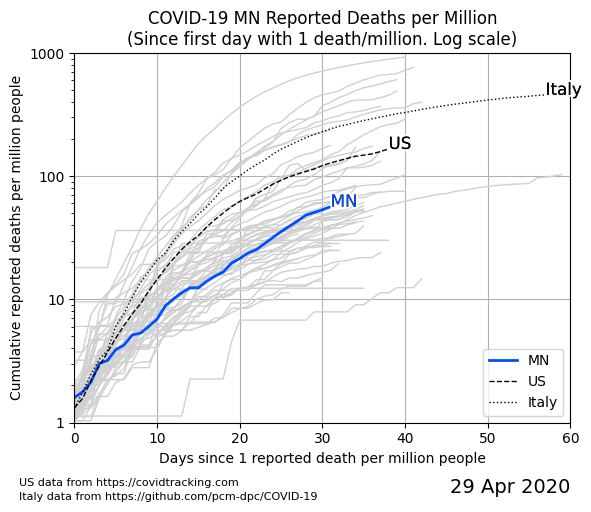 COVID-19 MN Reported Deaths per Million
(Since first day with 1 death/million. Log scale)
Cumulative reported deaths per million people
1000
100
10
1
Italy
US
MN
MN
US
Italy
0 10 20 30 40 50 60
Days since 1 reported death per million people
US data from https://covidtracking.com
Italy data from https://github.com/pcm-dpc/COVID-19
29 Apr 2020